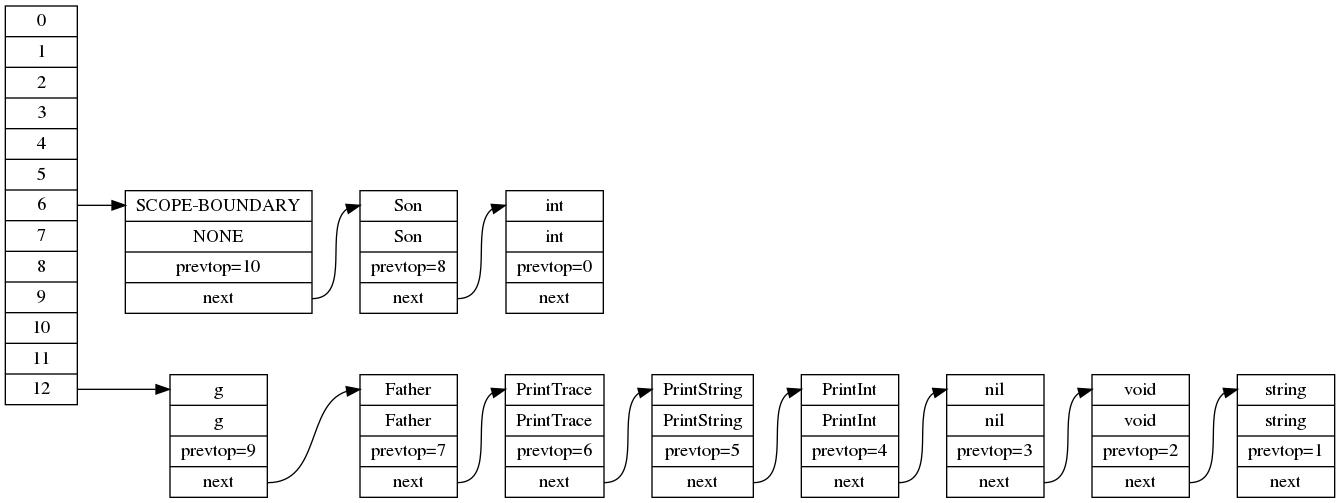 0
1
2
3
4
5
6
7
8
9
10
11
12
SCOPE-BOUNDARY
NONE
prevtop=10
next
Son
Son
prevtop=8
next
int
int
prevtop=0
next
g
g
prevtop=9
next
Father
Father
prevtop=7
next
PrintTrace
PrintTrace
prevtop=6
next
PrintString
PrintString
prevtop=5
next
PrintInt
PrintInt
prevtop=4
next
nil
nil
prevtop=3
next
void
void
prevtop=2
next
string
string
prevtop=1
next